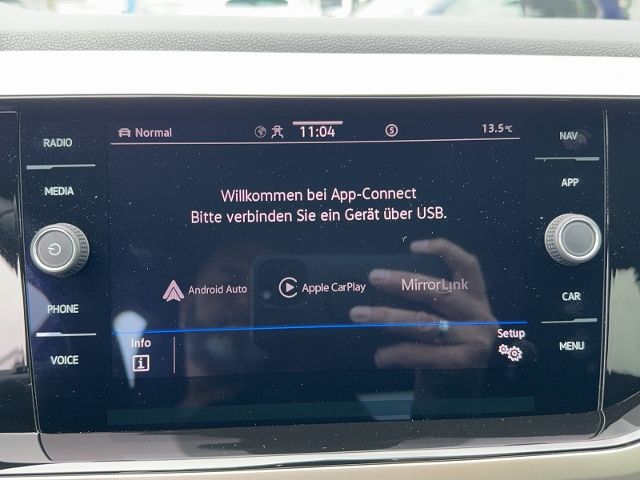 Normal
11:04
5
13.5°C
RADIO
MEDIA
PHONE
VOICE
NAV
APP
CAR
MENU
Willkommen bei App-Connect
Bitte verbinden Sie ein Gerät über USB.
Android Auto
Apple CarPlay
MirrorLink
Info
Setup